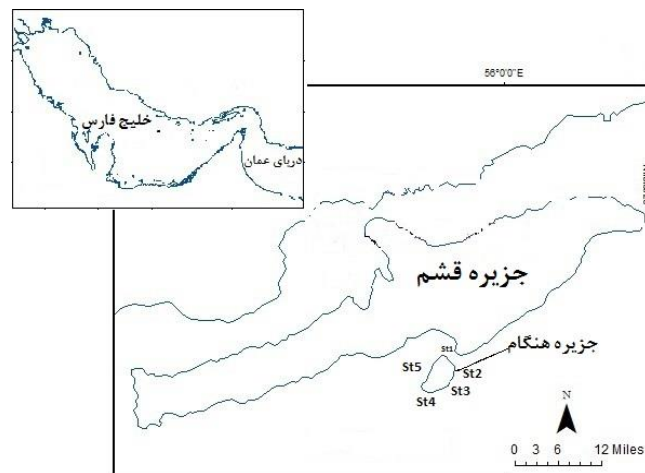 خلیج فارس
دریای عمان
56°0'0"E
جزیره قشم
جزیره هنگام
St1
St2
St3
St4
St5
N
0 3 6 12 Miles